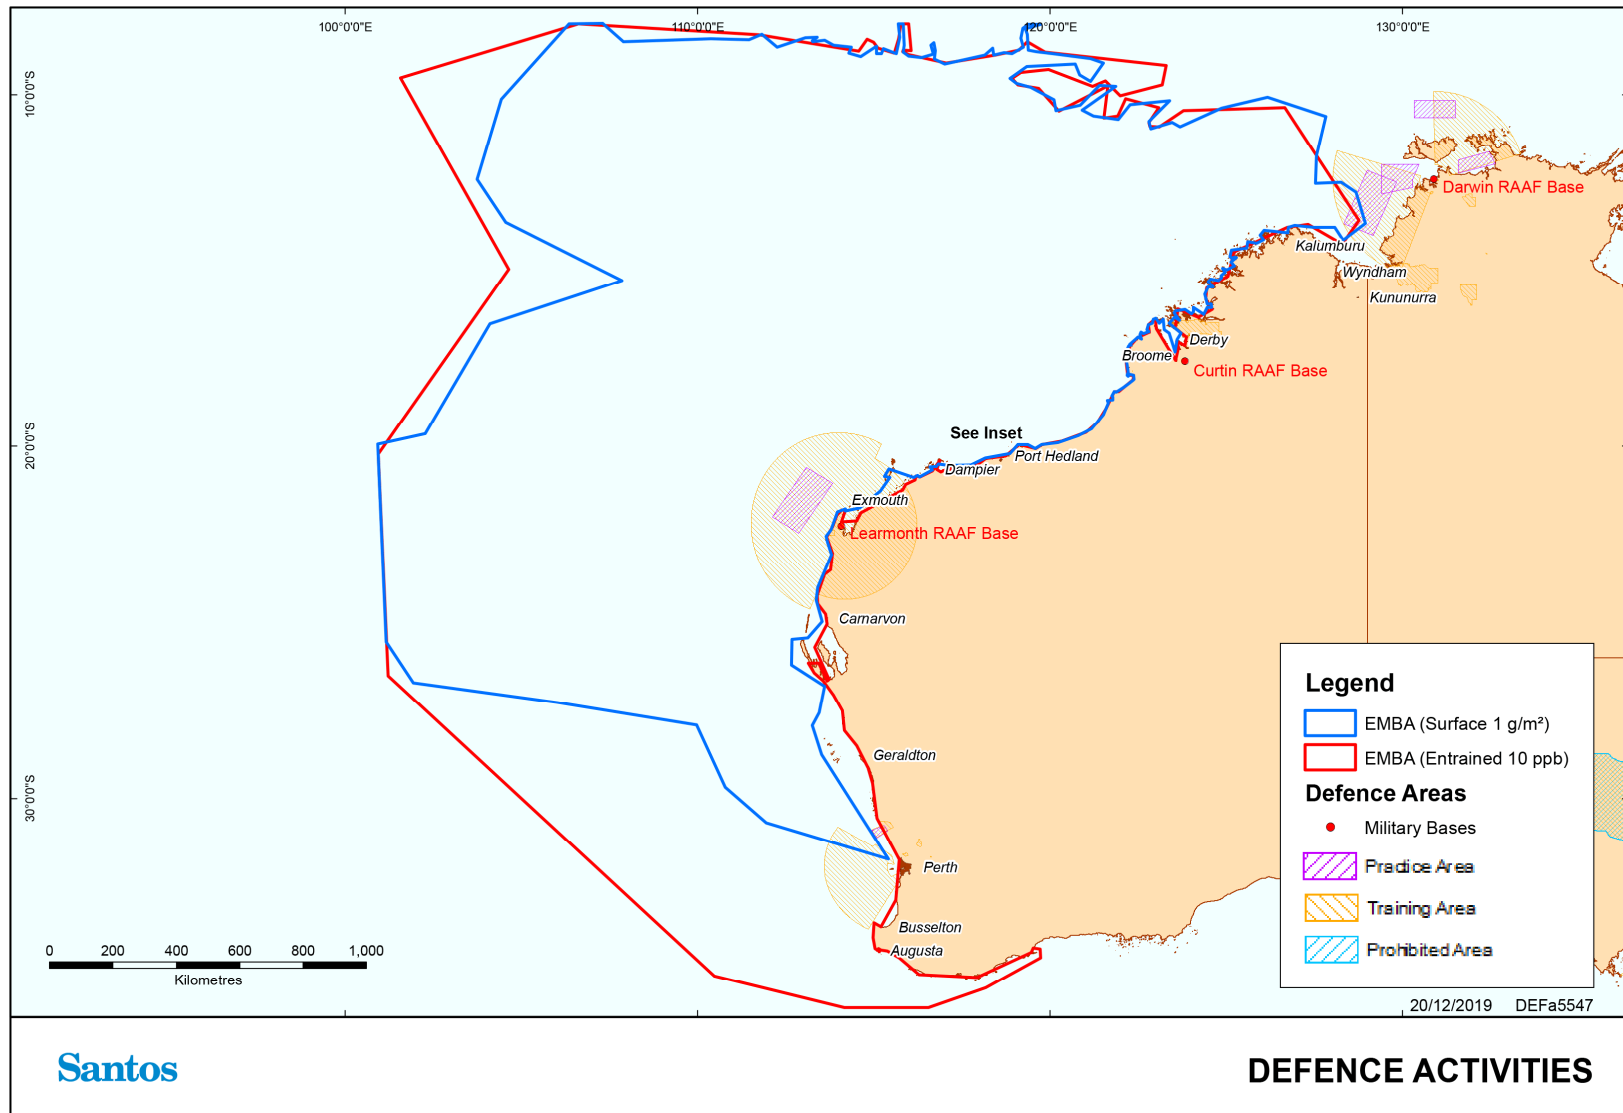 100°0'0"E
110°0'0"E
120°0'0"E
130°0'0"E
10°0'0"S
20°0'0"S
30°0'0"S
Darwin RAAF Base
Kalumburu
Wyndham
Kununurra
Derby
Broome
Curtin RAAF Base
See Inset
Port Hedland
Dampier
Exmouth
Learmonth RAAF Base
Carnarvon
Geraldton
Perth
Busselton
Augusta
Legend
EMBA (Surface 1 g/m²)
EMBA (Entrained 10 ppb)
Defence Areas
Military Bases
Practice Area
Training Area
Prohibited Area
0 200 400 600 800 1,000
Kilometres
20/12/2019 DEFa5547
Santos
DEFENCE ACTIVITIES